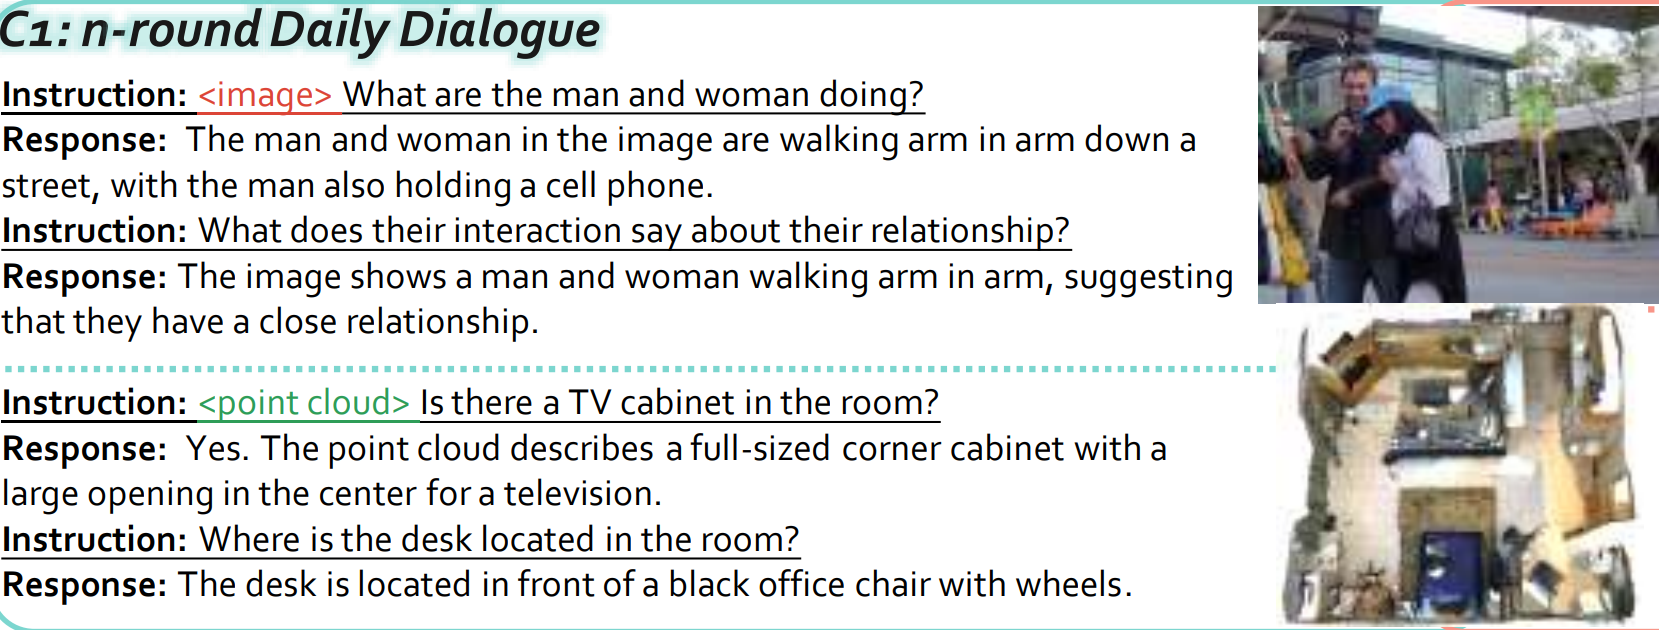 C1: n-round Daily Dialogue
Instruction: <image> What are the man and woman doing?
Response: The man and woman in the image are walking arm in arm down a
street, with the man also holding a cell phone.
Instruction: What does their interaction say about their relationship?
Response: The image shows a man and woman walking arm in arm, suggesting
that they have a close relationship.
Instruction: <point cloud> Is there a TV cabinet in the room?
Response: Yes. The point cloud describes a full-sized corner cabinet with a
large opening in the center for a television.
Instruction: Where is the desk located in the room?
Response: The desk is located in front of a black office chair with wheels.